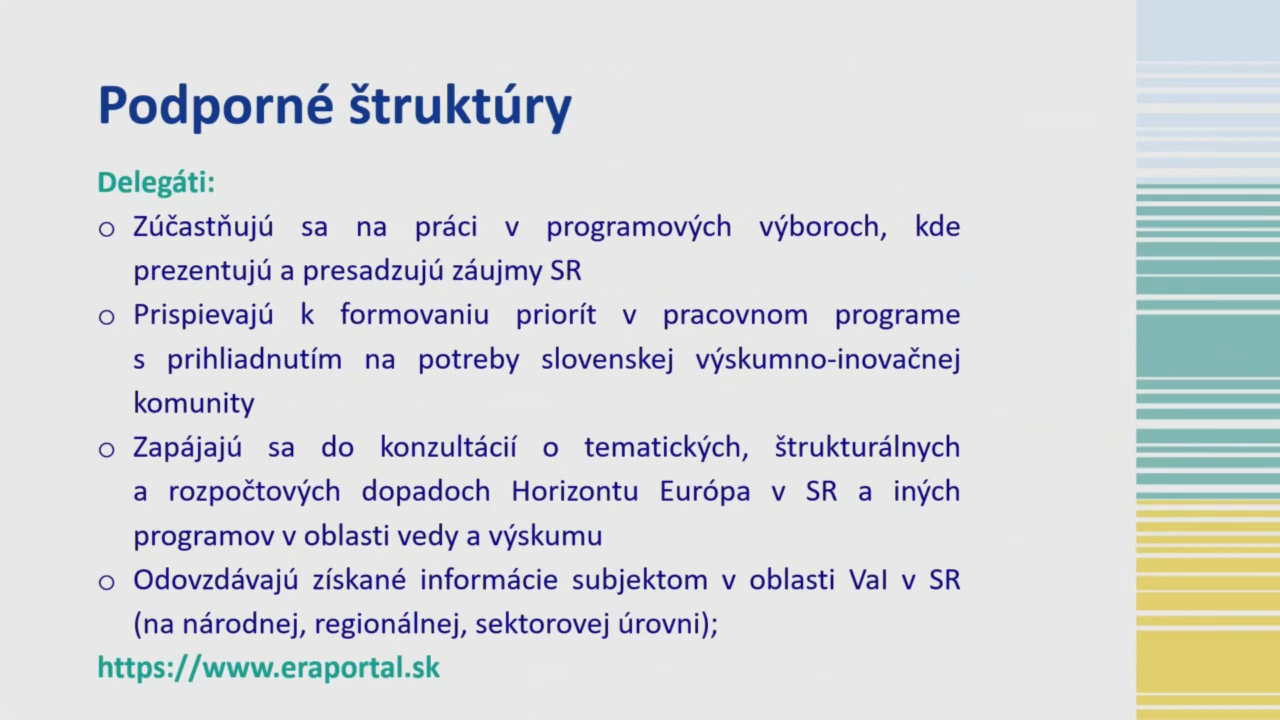 Podporné štruktúry
Delegáti:
o Zúčastňujú sa na práci v programových výboroch, kde
prezentujú a presadzujú záujmy SR
o Prispievajú k formovaniu priorít v pracovnom programe
s prihliadnutím na potreby slovenskej výskumno-inovačnej
komunity
o Zapájajú sa do konzultácií o tematických, štrukturálnych
a rozpočtových dopadoch Horizontu Európa v SR a iných
programov v oblasti vedy a výskumu
o Odovzdávajú získané informácie subjektom v oblasti VaI v SR
(na národnej, regionálnej, sektorovej úrovni);
https://www.eraportal.sk